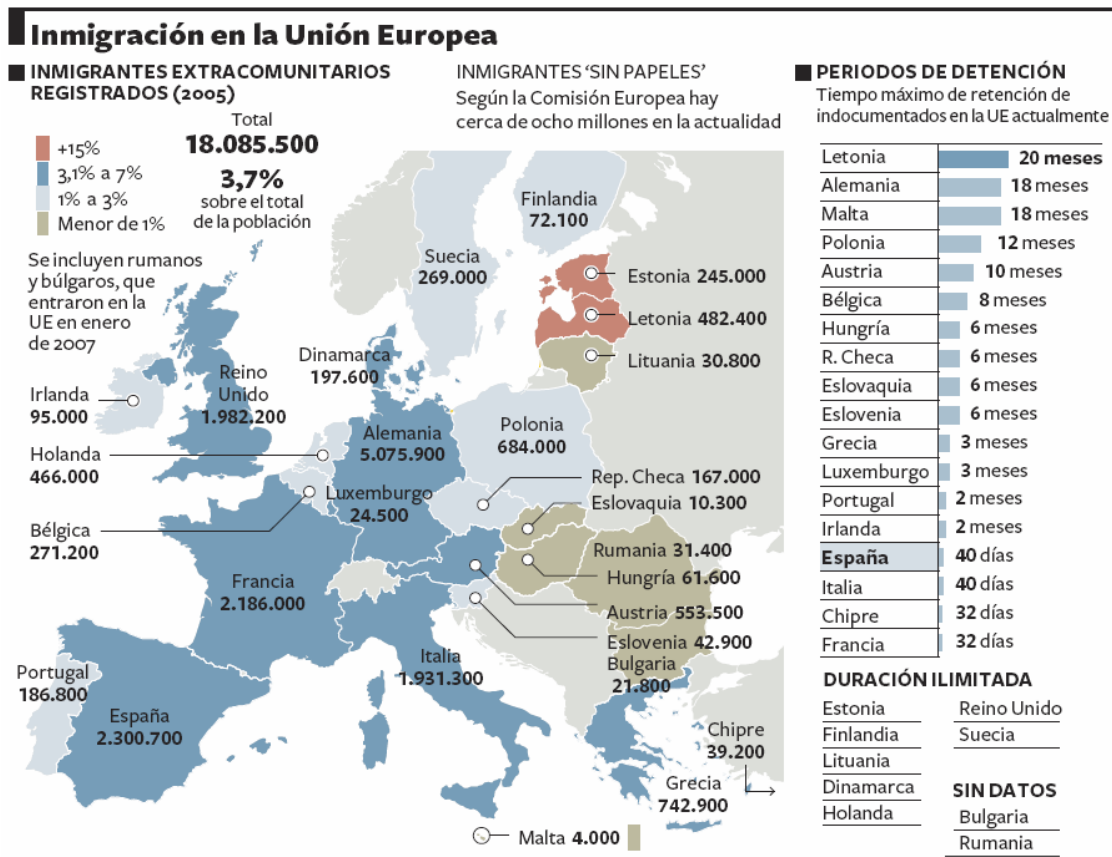 Inmigración en la Unión Europea
INMIGRANTES EXTRACOMUNITARIOS
REGISTRADOS (2005)
+15%
3,1% a 7%
1% a 3%
Menor de 1%
Total
18.085.500
3,7%
sobre el total
de la población
Se incluyen rumanos
y búlgaros, que
entraron en la
UE en enero
de 2007
INMIGRANTES ‘SIN PAPELES’
Según la Comisión Europea hay
cerca de ocho millones en la actualidad
Finlandia
72.100
Suecia
269.000
Estonia 245.000
Letonia 482.400
Lituania 30.800
Dinamarca
197.600
Reino
Unido
1.982.200
Irlanda
95.000
Holanda
466.000
Bélgica
271.200
Alemania
5.075.900
Polonia
684.000
Luxemburgo
24.500
Rep. Checa 167.000
Eslovaquia 10.300
Rumania 31.400
Hungría 61.600
Austria 553.500
Eslovenia 42.900
Bulgaria
21.800
Francia
2.186.000
Italia
1.931.300
Portugal
186.800
España
2.300.700
Chipre
39.200
Grecia
742.900
Malta 4.000
PERIODOS DE DETENCIÓN
Tiempo máximo de retención de
indocumentados en la UE actualmente
Letonia 20 meses
Alemania 18 meses
Malta 18 meses
Polonia 12 meses
Austria 10 meses
Bélgica 8 meses
Hungría 6 meses
R. Checa 6 meses
Eslovaquia 6 meses
Eslovenia 6 meses
Grecia 3 meses
Luxemburgo 3 meses
Portugal 2 meses
Irlanda 2 meses
España 40 días
Italia 40 días
Chipre 32 días
Francia 32 días
DURACIÓN ILIMITADA
Estonia
Finlandia
Lituania
Dinamarca
Holanda
Reino Unido
Suecia
SIN DATOS
Bulgaria
Rumania